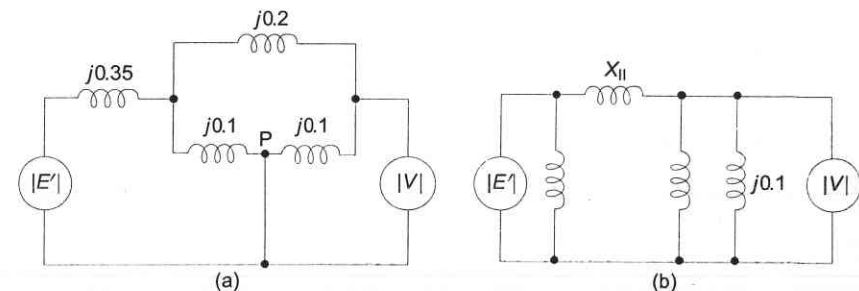 j0.2
j0.35
X_II
j0.1 P j0.1
|E'| |V| |E'| j0.1 |V|
(a) (b)